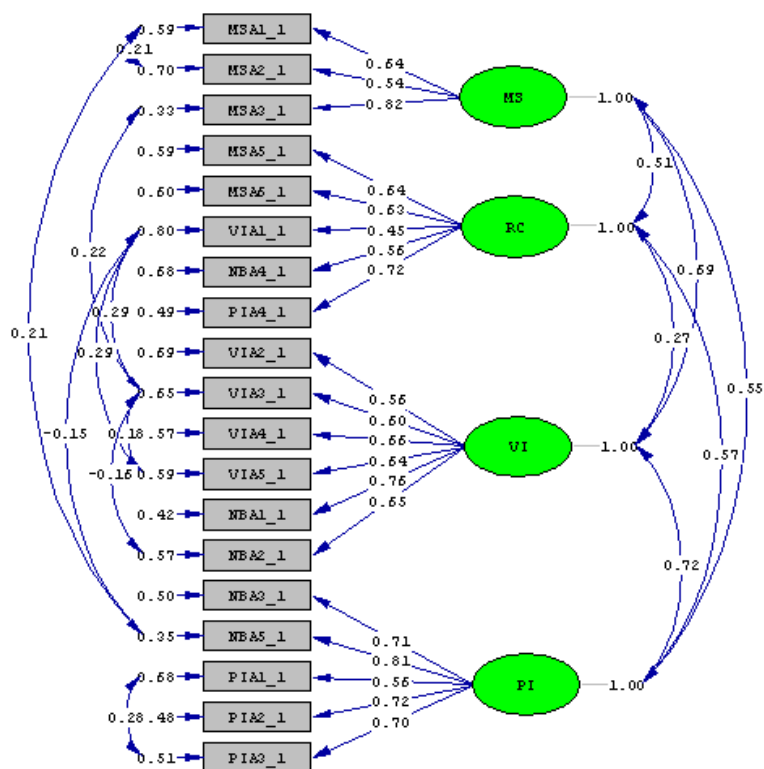 0.59 MSA1_1
0.21
0.70 MSA2_1
0.64
0.54
0.82
MS
1.00
0.33 MSA3_1
0.59 MSA5_1
0.51
0.60 MSA6_1
0.64
0.63
0.45
0.56
0.72
RC
1.00
0.80 VIA1_1
0.22
0.68 NBA4_1
0.69
0.29
0.49 PIA4_1
0.21
0.27
0.29
0.69 VIA2_1
0.65 VIA3_1
0.56
0.60
0.66
0.64
0.76
0.65
0.55
-0.15
0.18
.57 VIA4_1
VI
1.00
0.57
-0.16
0.59 VIA5_1
0.42 NBA1_1
0.57 NBA2_1
0.72
0.50 NBA3_1
0.35 NBA5_1
0.71
0.81
0.56
0.72
0.70
0.68 PIA1_1
PI
1.00
0.28
.48 PIA2_1
0.51 PIA3_1